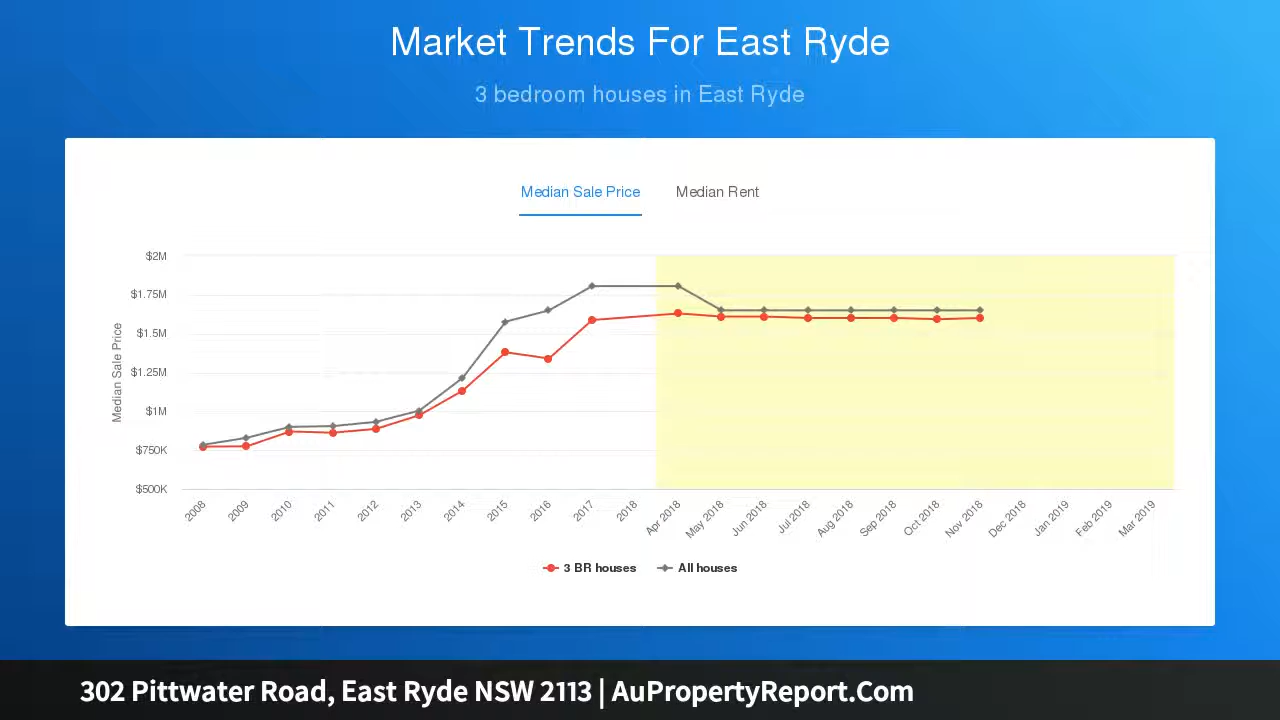 Market Trends For East Ryde
3 bedroom houses in East Ryde
Median Sale Price
Median Rent
Median Sale Price
$2M
$1.75M
$1.5M
$1.25M
$1M
$750K
$500K
2008
2009
2010
2011
2012
2013
2014
2015
2016
2017
2018
Apr 2018
May 2018
Jun 2018
Jul 2018
Aug 2018
Sep 2018
Oct 2018
Nov 2018
Dec 2018
Jan 2019
Feb 2019
Mar 2019
3 BR houses
All houses
302 Pittwater Road, East Ryde NSW 2113 | AuPropertyReport.Com